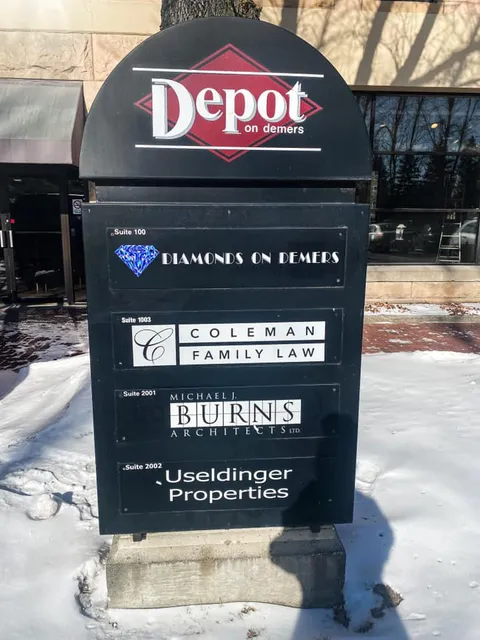 Depot
on demers
Suite 100
DIAMONDS ON DEMERS
Suite 1003
C
COLEMAN
FAMILY LAW
Suite 2001
MICHAEL J.
BURNS
ARCHITECTS LTD.
Suite 2002
Useldinger
Properties